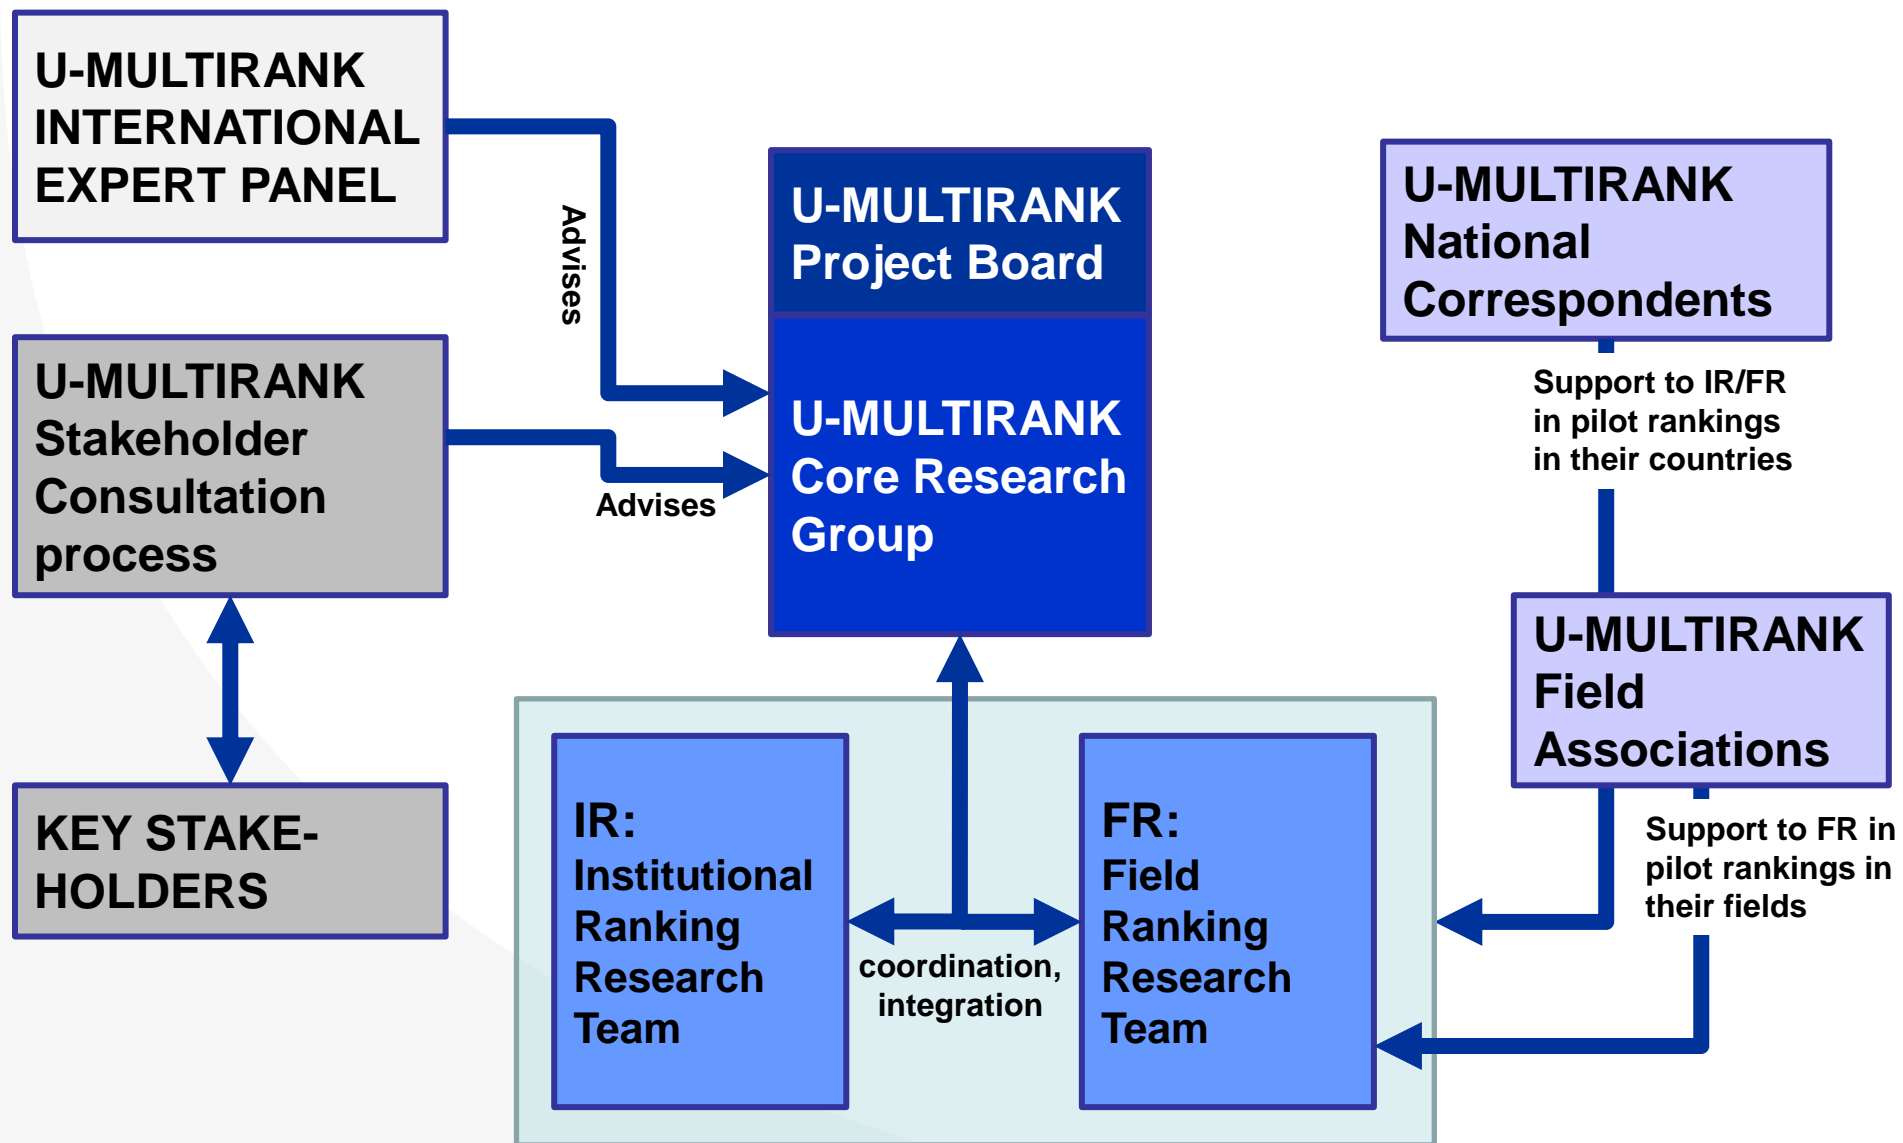 U-MULTIRANK
INTERNATIONAL
EXPERT PANEL
Advises
U-MULTIRANK
Project Board
U-MULTIRANK
National
Correspondents
U-MULTIRANK
Stakeholder
Consultation
process
Advises
U-MULTIRANK
Core Research
Group
Support to IR/FR
in pilot rankings
in their countries
U-MULTIRANK
Field
Associations
KEY STAKE-
HOLDERS
IR:
Institutional
Ranking
Research
Team
coordination,
integration
FR:
Field
Ranking
Research
Team
Support to FR in
pilot rankings in
their fields